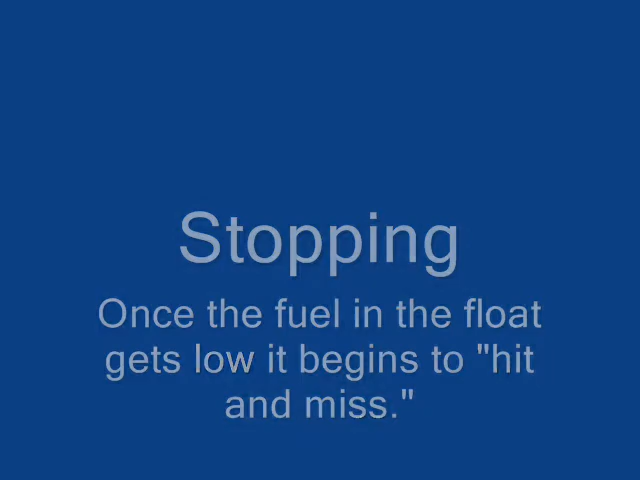 Stopping
Once the fuel in the float
gets low it begins to "hit
and miss."